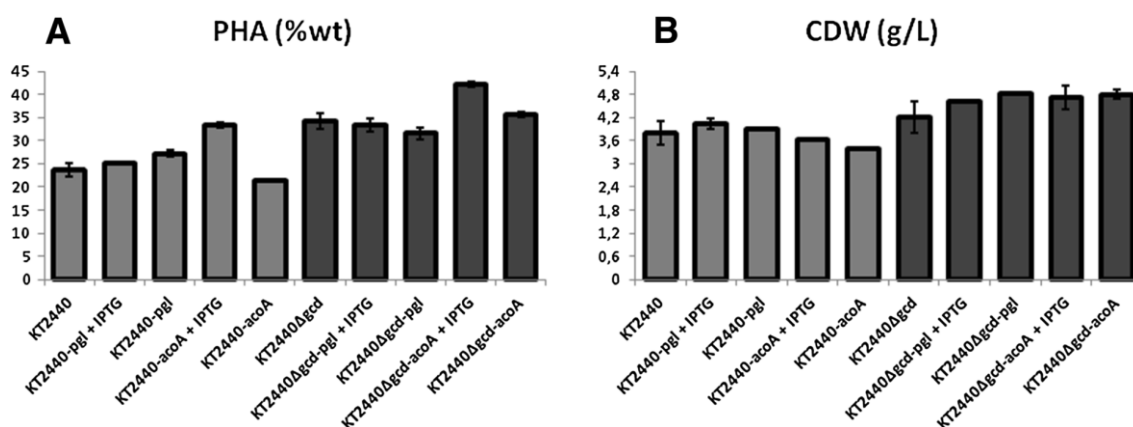 A PHA (%wt)
45
40
35
30
25
20
15
10
5
0
KT2440
KT2440-pgl + IPTG
KT2440-pgl
KT2440-acoA + IPTG
KT2440-acoA
KT2440Δgcd
KT2440Δgcd-pgl + IPTG
KT2440Δgcd-pgl
KT2440Δgcd-acoA + IPTG
KT2440Δgcd-acoA
B CDW (g/L)
5,4
4,8
4,2
3,6
3
2,4
1,8
1,2
0,6
0
KT2440
KT2440-pgl + IPTG
KT2440-pgl
KT2440-acoA + IPTG
KT2440-acoA
KT2440Δgcd
KT2440Δgcd-pgl + IPTG
KT2440Δgcd-pgl
KT2440Δgcd-acoA + IPTG
KT2440Δgcd-acoA